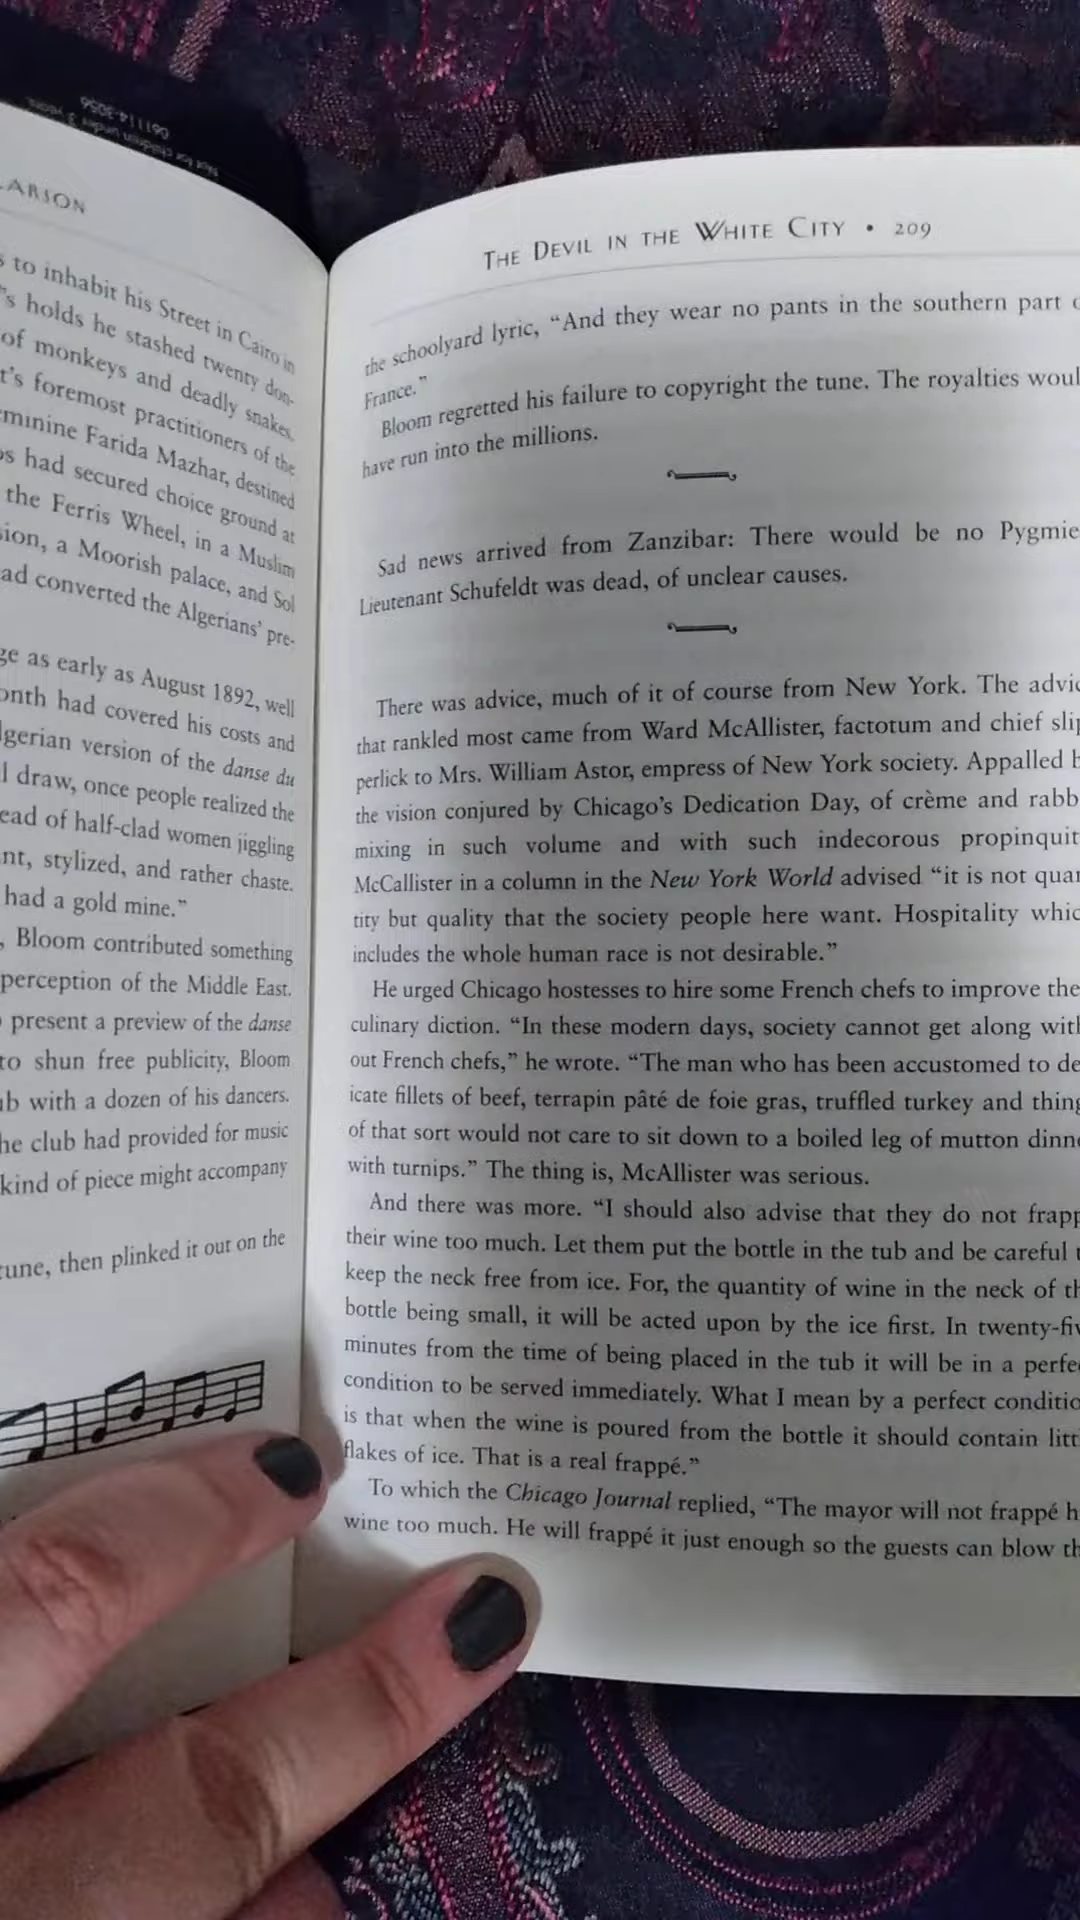 Not for children under 3 years.
061114-3056
LARSON
to inhabit his Street in Cairo in
holds he stashed twenty don-
of monkeys and deadly snakes,
foremost practitioners of the
Farida Mazhar, destined
had secured choice ground at
the Ferris Wheel, in a Muslim
a Moorish palace, and Sol
converted the Algerians' pre-
as early as August 1892, well
had covered his costs and
version of the danse du
draw, once people realized the
of half-clad women jiggling
stylized, and rather chaste.
had a gold mine.”
Bloom contributed something
perception of the Middle East.
present a preview of the danse
to shun free publicity, Bloom
with a dozen of his dancers.
club had provided for music
kind of piece might accompany
tune, then plinked it out on the
THE DEVIL IN THE WHITE CITY • 209
the schoolyard lyric, “And they wear no pants in the southern part
France.”
Bloom regretted his failure to copyright the tune. The royalties woul
have run into the millions.
Sad news arrived from Zanzibar: There would be no Pygmie
Lieutenant Schufeldt was dead, of unclear causes.
There was advice, much of it of course from New York. The advic
that rankled most came from Ward McAllister, factotum and chief slip
perlick to Mrs. William Astor, empress of New York society. Appalled b
the vision conjured by Chicago’s Dedication Day, of crème and rabb
mixing in such volume and with such indecorous propinquit
McCallister in a column in the New York World advised “it is not quan
tity but quality that the society people here want. Hospitality whic
includes the whole human race is not desirable.”
He urged Chicago hostesses to hire some French chefs to improve the
culinary diction. “In these modern days, society cannot get along with
out French chefs,” he wrote. “The man who has been accustomed to de
icate fillets of beef, terrapin pâté de foie gras, truffled turkey and thing
of that sort would not care to sit down to a boiled leg of mutton dinne
with turnips.” The thing is, McAllister was serious.
And there was more. “I should also advise that they do not frapp
their wine too much. Let them put the bottle in the tub and be careful t
keep the neck free from ice. For, the quantity of wine in the neck of th
bottle being small, it will be acted upon by the ice first. In twenty-fiv
minutes from the time of being placed in the tub it will be in a perfec
condition to be served immediately. What I mean by a perfect conditio
is that when the wine is poured from the bottle it should contain litt
flakes of ice. That is a real frappé.”
To which the Chicago Journal replied, “The mayor will not frappé h
wine too much. He will frappé it just enough so the guests can blow th